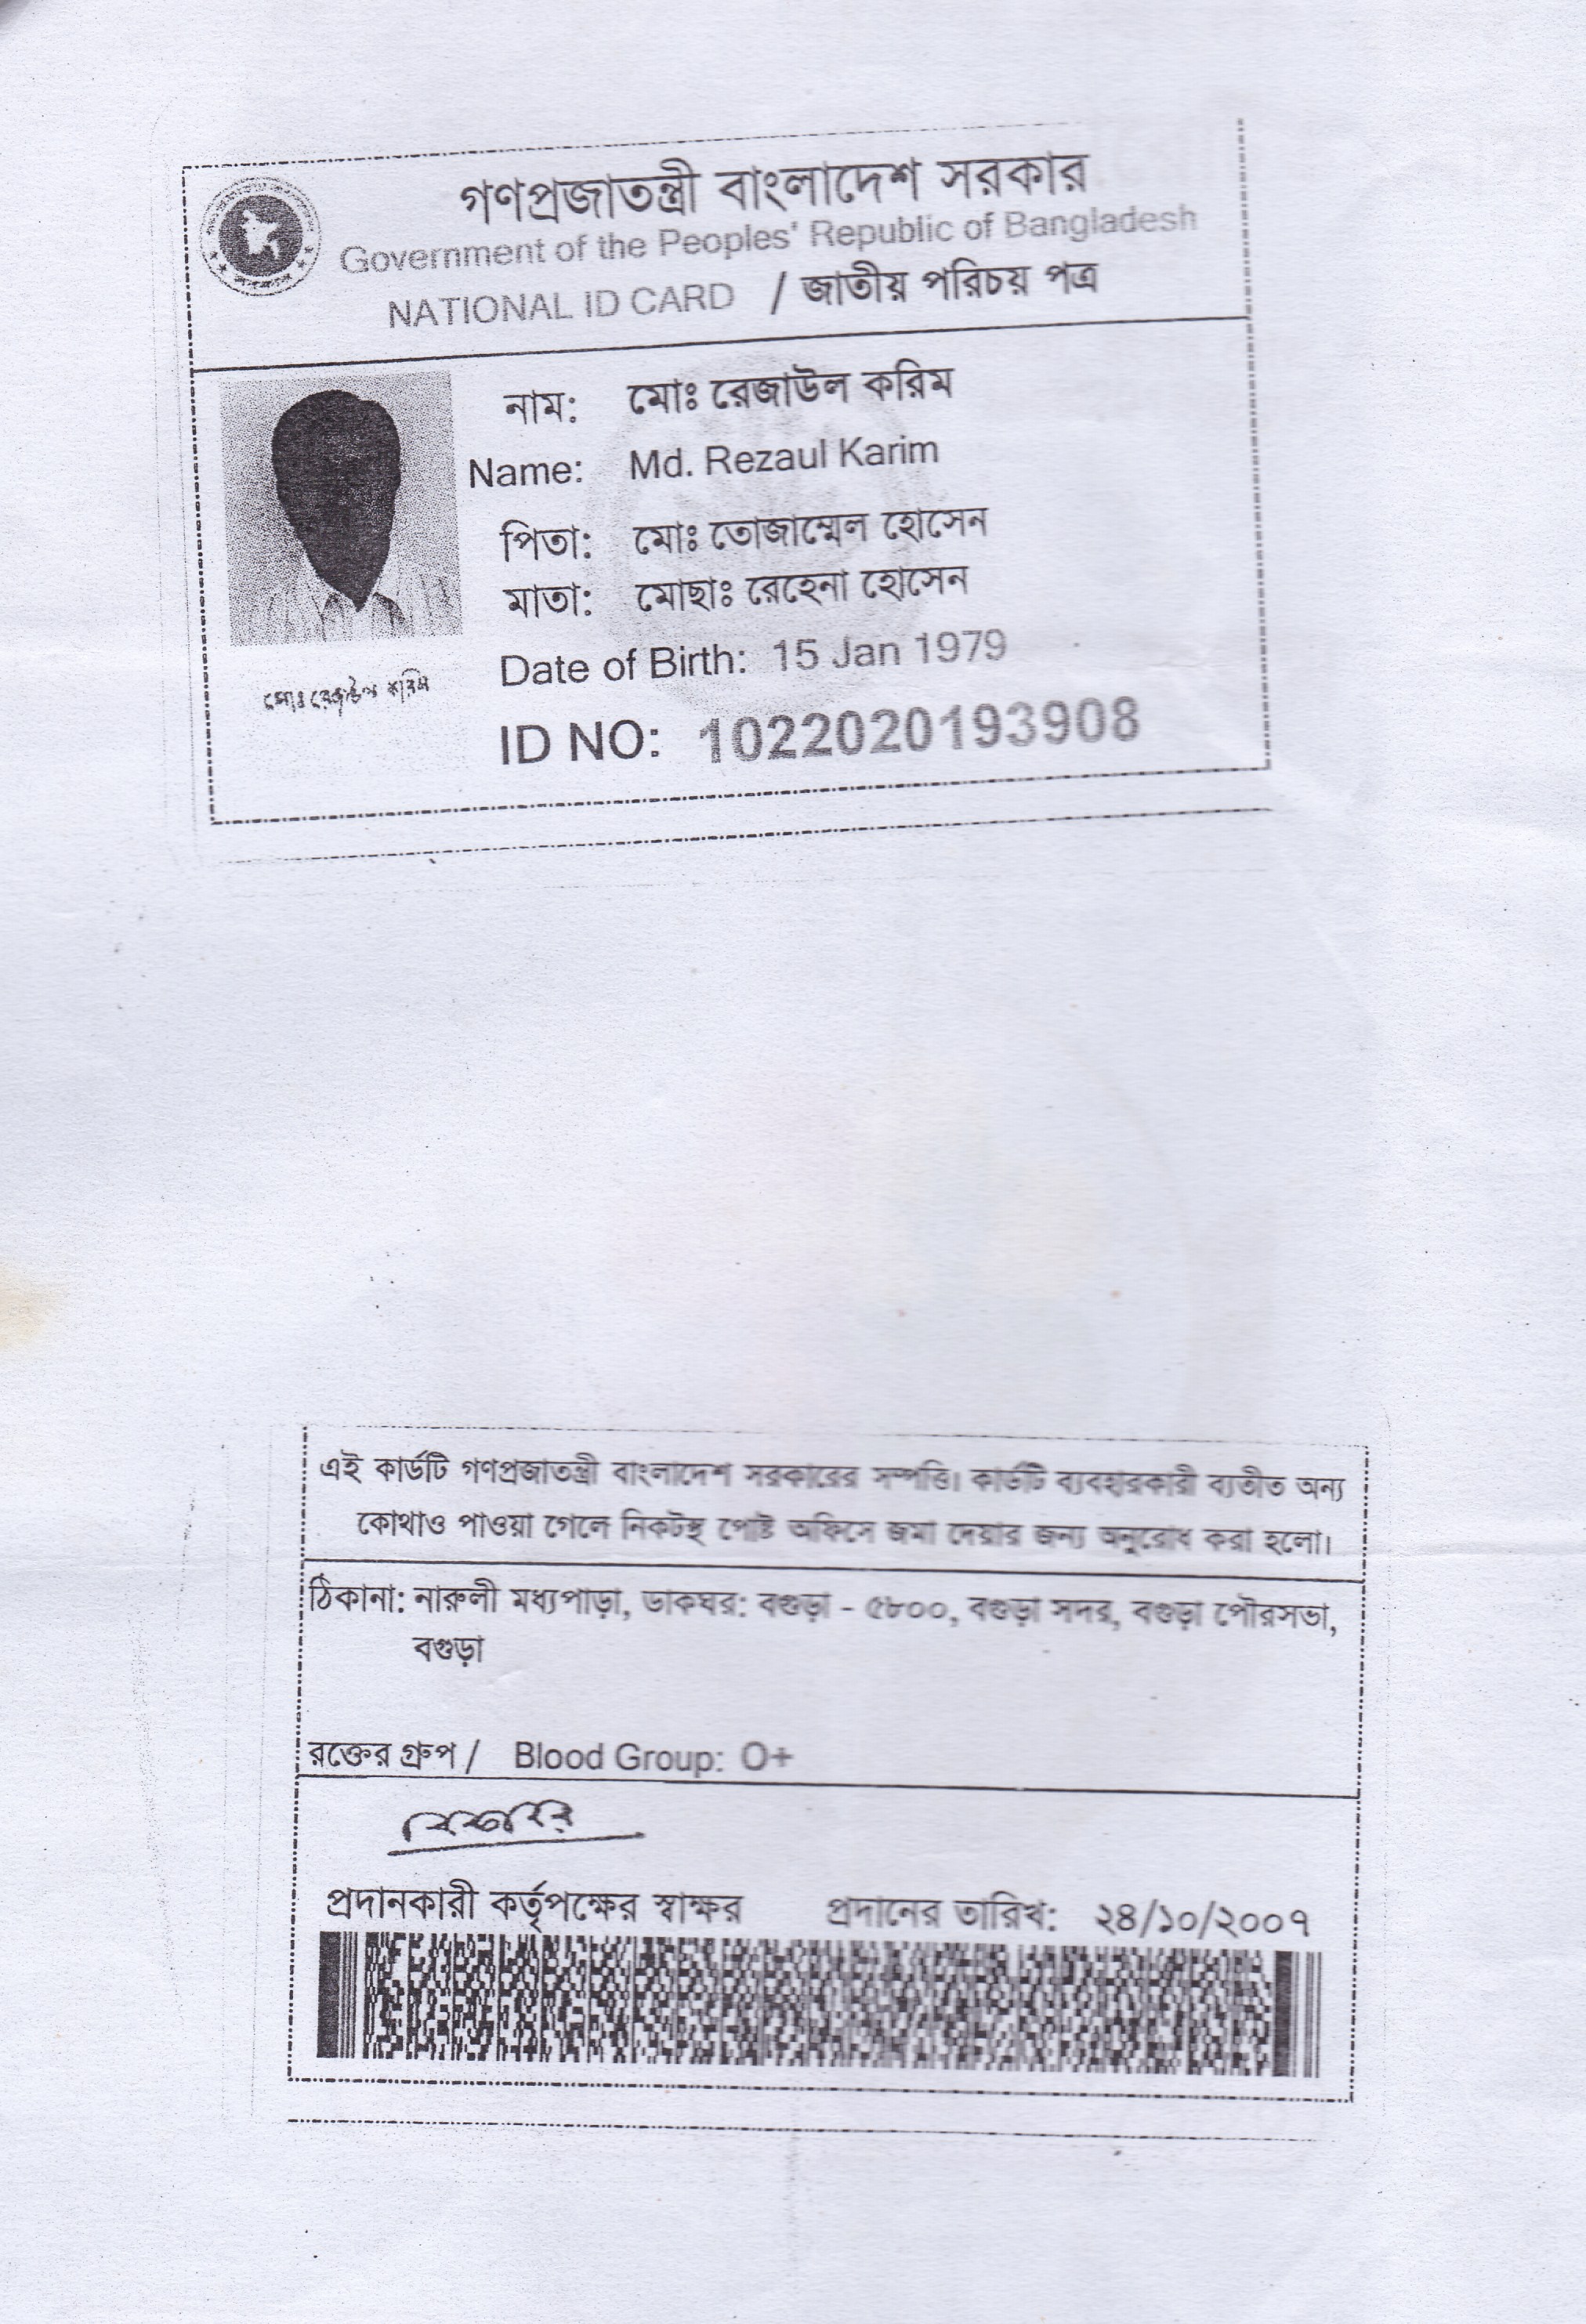 গণপ্রজাতন্ত্রী বাংলাদেশ সরকার
Government of the Peoples' Republic of Bangladesh
NATIONAL ID CARD / জাতীয় পরিচয় পত্র
নাম: মোঃ রেজাউল করিম
Name: Md. Rezaul Karim
পিতা: মোঃ তোজাম্মেল হোসেন
মাতা: মোছাঃ রেহেনা হোসেন
Date of Birth: 15 Jan 1979
মোঃ রেজাউল করিম
ID NO: 1022020193908
এই কার্ডটি গণপ্রজাতন্ত্রী বাংলাদেশ সরকারের সম্পত্তি। কার্ডটি ব্যবহারকারী ব্যতীত অন্য
কোথাও পাওয়া গেলে নিকটস্থ পোষ্ট অফিসে জমা দেয়ার জন্য অনুরোধ করা হলো।
ঠিকানা: নারুলী মধ্যপাড়া, ডাকঘর: বগুড়া - ৫৮০০, বগুড়া সদর, বগুড়া পৌরসভা,
বগুড়া
রক্তের গ্রুপ / Blood Group: O+
প্রদানকারী কর্তৃপক্ষের স্বাক্ষর প্রদানের তারিখ: ২৪/১০/২০০৭